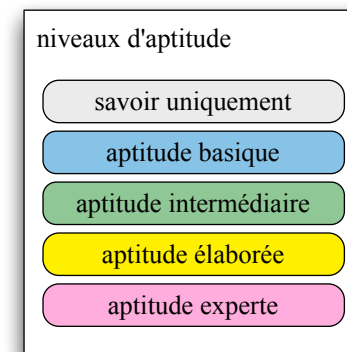 niveaux d'aptitude
savoir uniquement
aptitude basique
aptitude intermédiaire
aptitude élaborée
aptitude experte